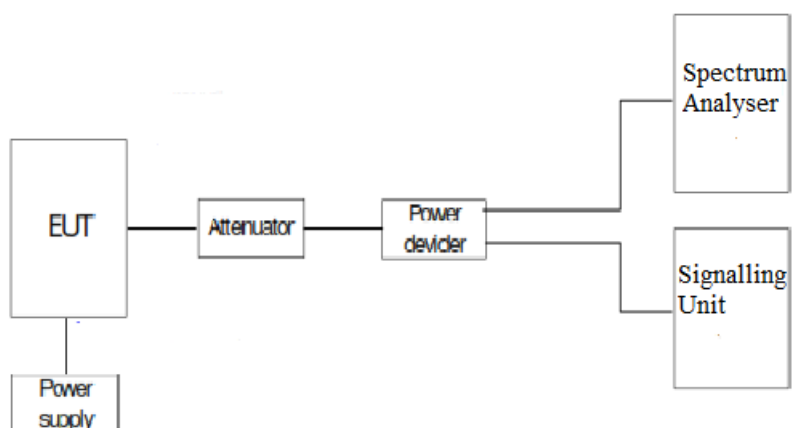 Spectrum
Analyser
EUT
Attenuator
Power
devider
Signalling
Unit
Power
supply